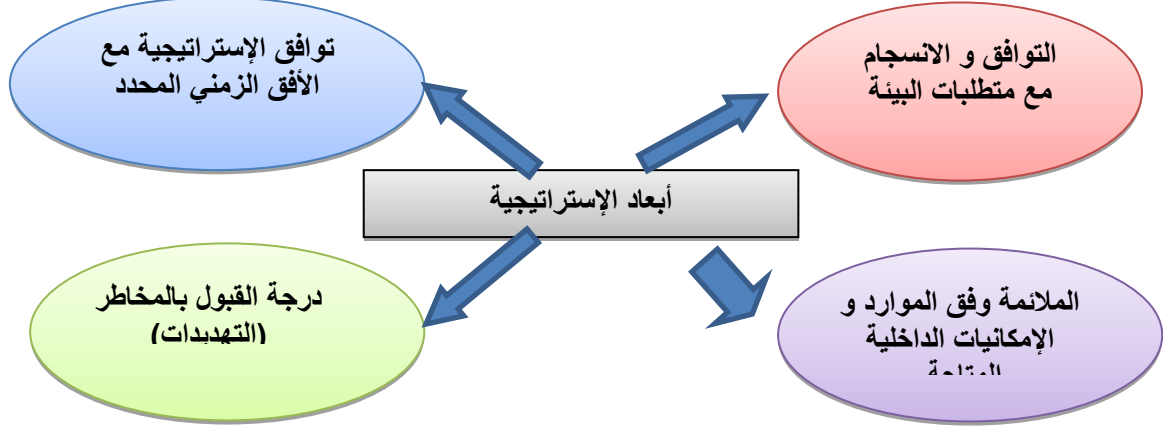 التوافق و الانسجام
مع متطلبات البيئة
توافق الإستراتيجية مع
الأفق الزمني المحدد
أبعاد الإستراتيجية
الملائمة وفق الموارد و
الإمكانيات الداخلية
المتاحة
درجة القبول بالمخاطر
(التهديدات)